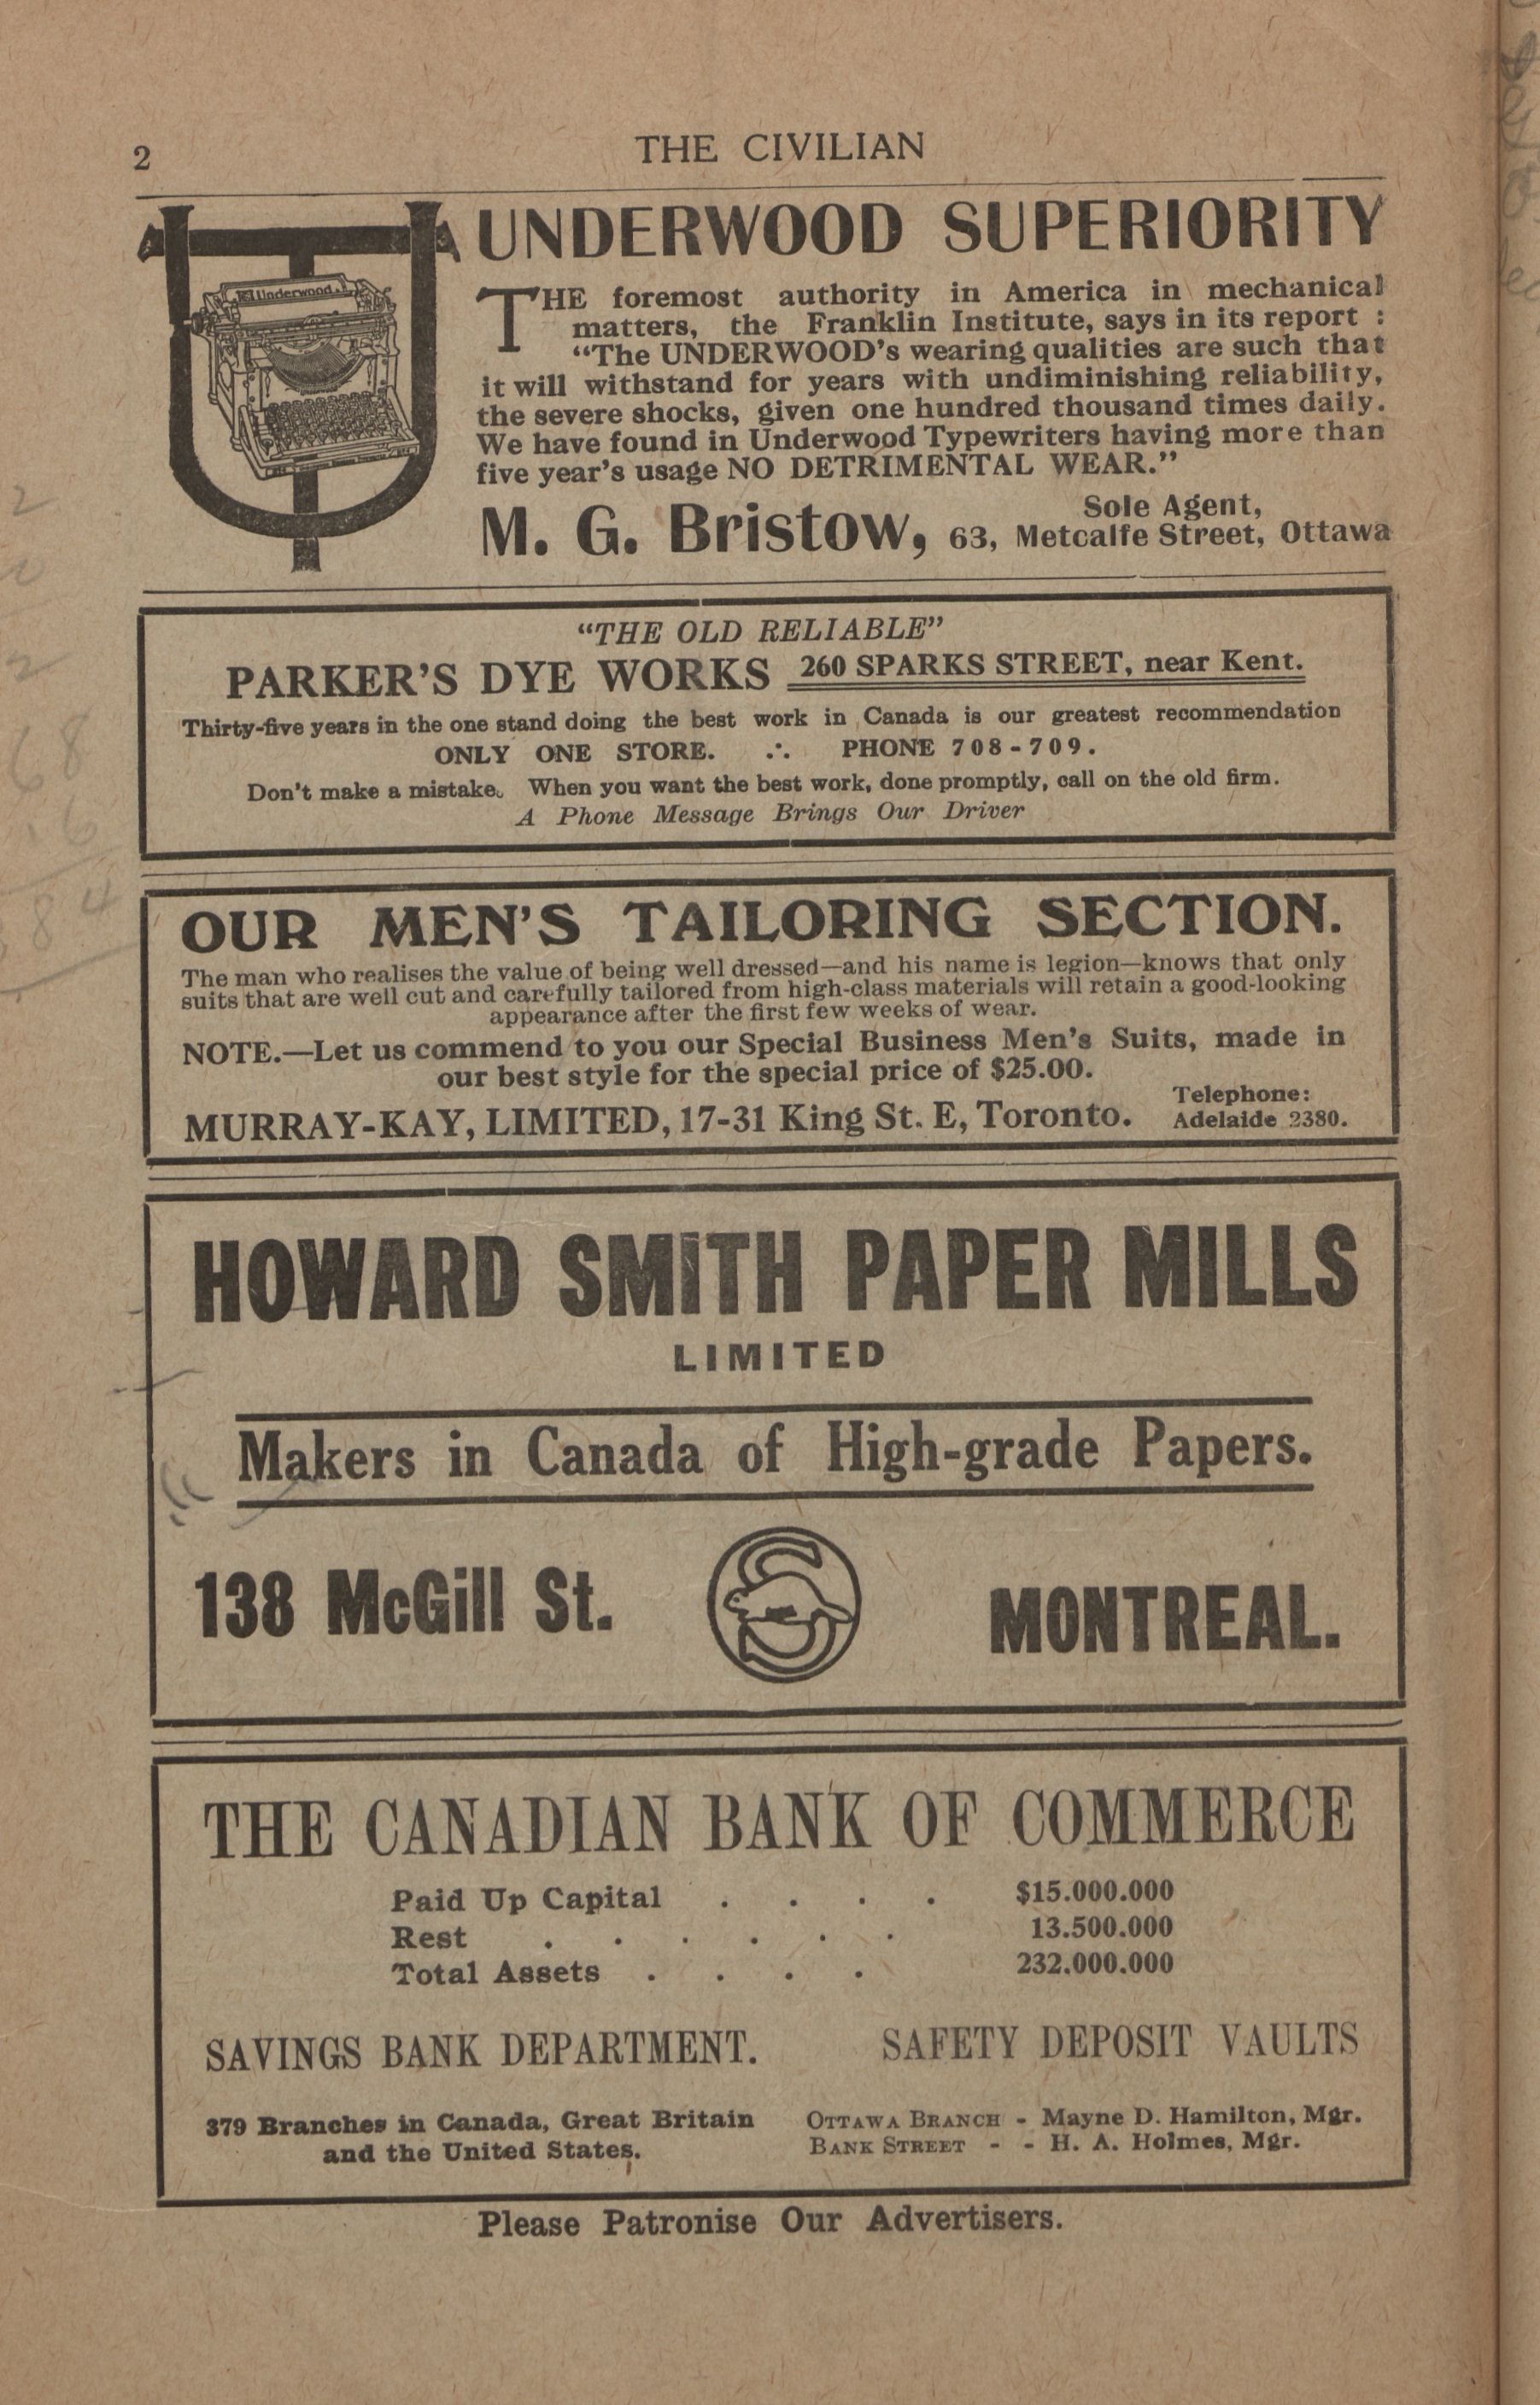 2
THE CIVILIAN
Underwood
UNDERWOOD SUPERIORITY
THE foremost authority in America in mechanical
matters, the Franklin Institute, says in its report :
“The UNDERWOOD’s wearing qualities are such that
it will withstand for years with undiminishing reliability,
the severe shocks, given one hundred thousand times daily.
We have found in Underwood Typewriters having more than
five year’s usage NO DETRIMENTAL WEAR.”
Sole Agent,
M. G. Bristow, 63, Metcalfe Street, Ottawa
“THE OLD RELIABLE”
PARKER’S DYE WORKS 260 SPARKS STREET, near Kent.
Thirty-five years in the one stand doing the best work in Canada is our greatest recommendation
ONLY ONE STORE. ∴ PHONE 708-709.
Don’t make a mistake. When you want the best work, done promptly, call on the old firm.
A Phone Message Brings Our Driver
OUR MEN’S TAILORING SECTION.
The man who realises the value of being well dressed—and his name is legion—knows that only
suits that are well cut and carefully tailored from high-class materials will retain a good-looking
appearance after the first few weeks of wear.
NOTE.—Let us commend to you our Special Business Men’s Suits, made in
our best style for the special price of $25.00.
MURRAY-KAY, LIMITED, 17-31 King St. E, Toronto.
Telephone:
Adelaide 2380.
HOWARD SMITH PAPER MILLS
LIMITED
Makers in Canada of High-grade Papers.
138 McGill St.
MONTREAL.
THE CANADIAN BANK OF COMMERCE
Paid Up Capital . . . . $15.000.000
Rest . . . . . . 13.500.000
Total Assets . . . . 232.000.000
SAVINGS BANK DEPARTMENT.
SAFETY DEPOSIT VAULTS
379 Branches in Canada, Great Britain
and the United States.
OTTAWA BRANCH - Mayne D. Hamilton, Mgr.
BANK STREET - - H. A. Holmes, Mgr.
Please Patronise Our Advertisers.
2
2
68
6
84